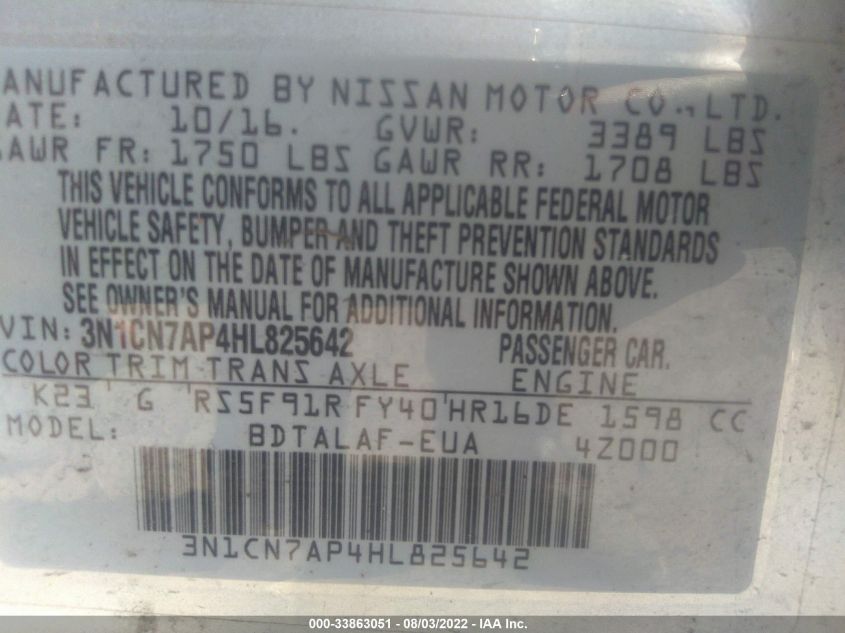 ANUFACTURED BY NISSAN MOTOR CO., LTD.
ATE: 10/16. GVWR: 3389 LBS
GAWR FR: 1750 LBS GAWR RR: 1708 LBS
THIS VEHICLE CONFORMS TO ALL APPLICABLE FEDERAL MOTOR
VEHICLE SAFETY, BUMPER AND THEFT PREVENTION STANDARDS
IN EFFECT ON THE DATE OF MANUFACTURE SHOWN ABOVE.
SEE OWNER'S MANUAL FOR ADDITIONAL INFORMATION.
VIN: 3N1CN7AP4HL825642 PASSENGER CAR.
COLOR TRIM TRANS AXLE ENGINE
K23 G RS5F91R FY40 HR16DE 1598 CC
MODEL: BDTALAF-EUA 4Z000
3N1CN7AP4HL825642
000-33863051 - 08/03/2022 - IAA Inc.